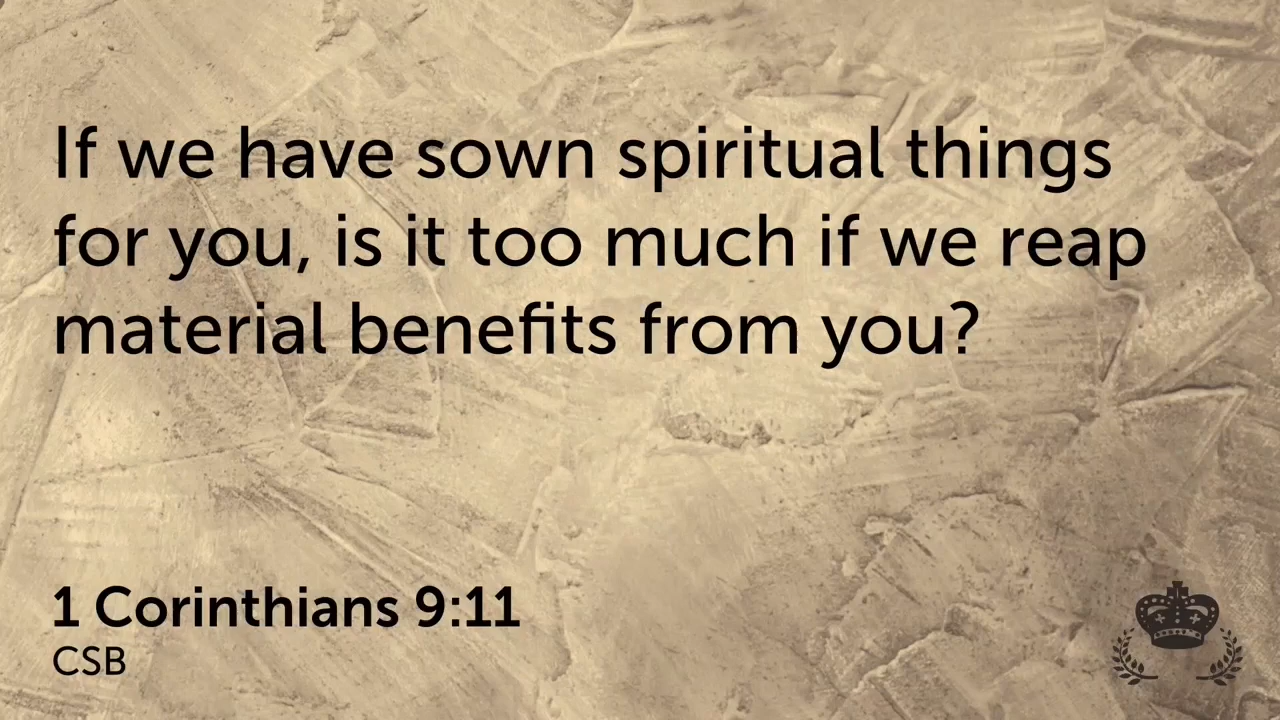 If we have sown spiritual things
for you, is it too much if we reap
material benefits from you?
1 Corinthians 9:11
CSB